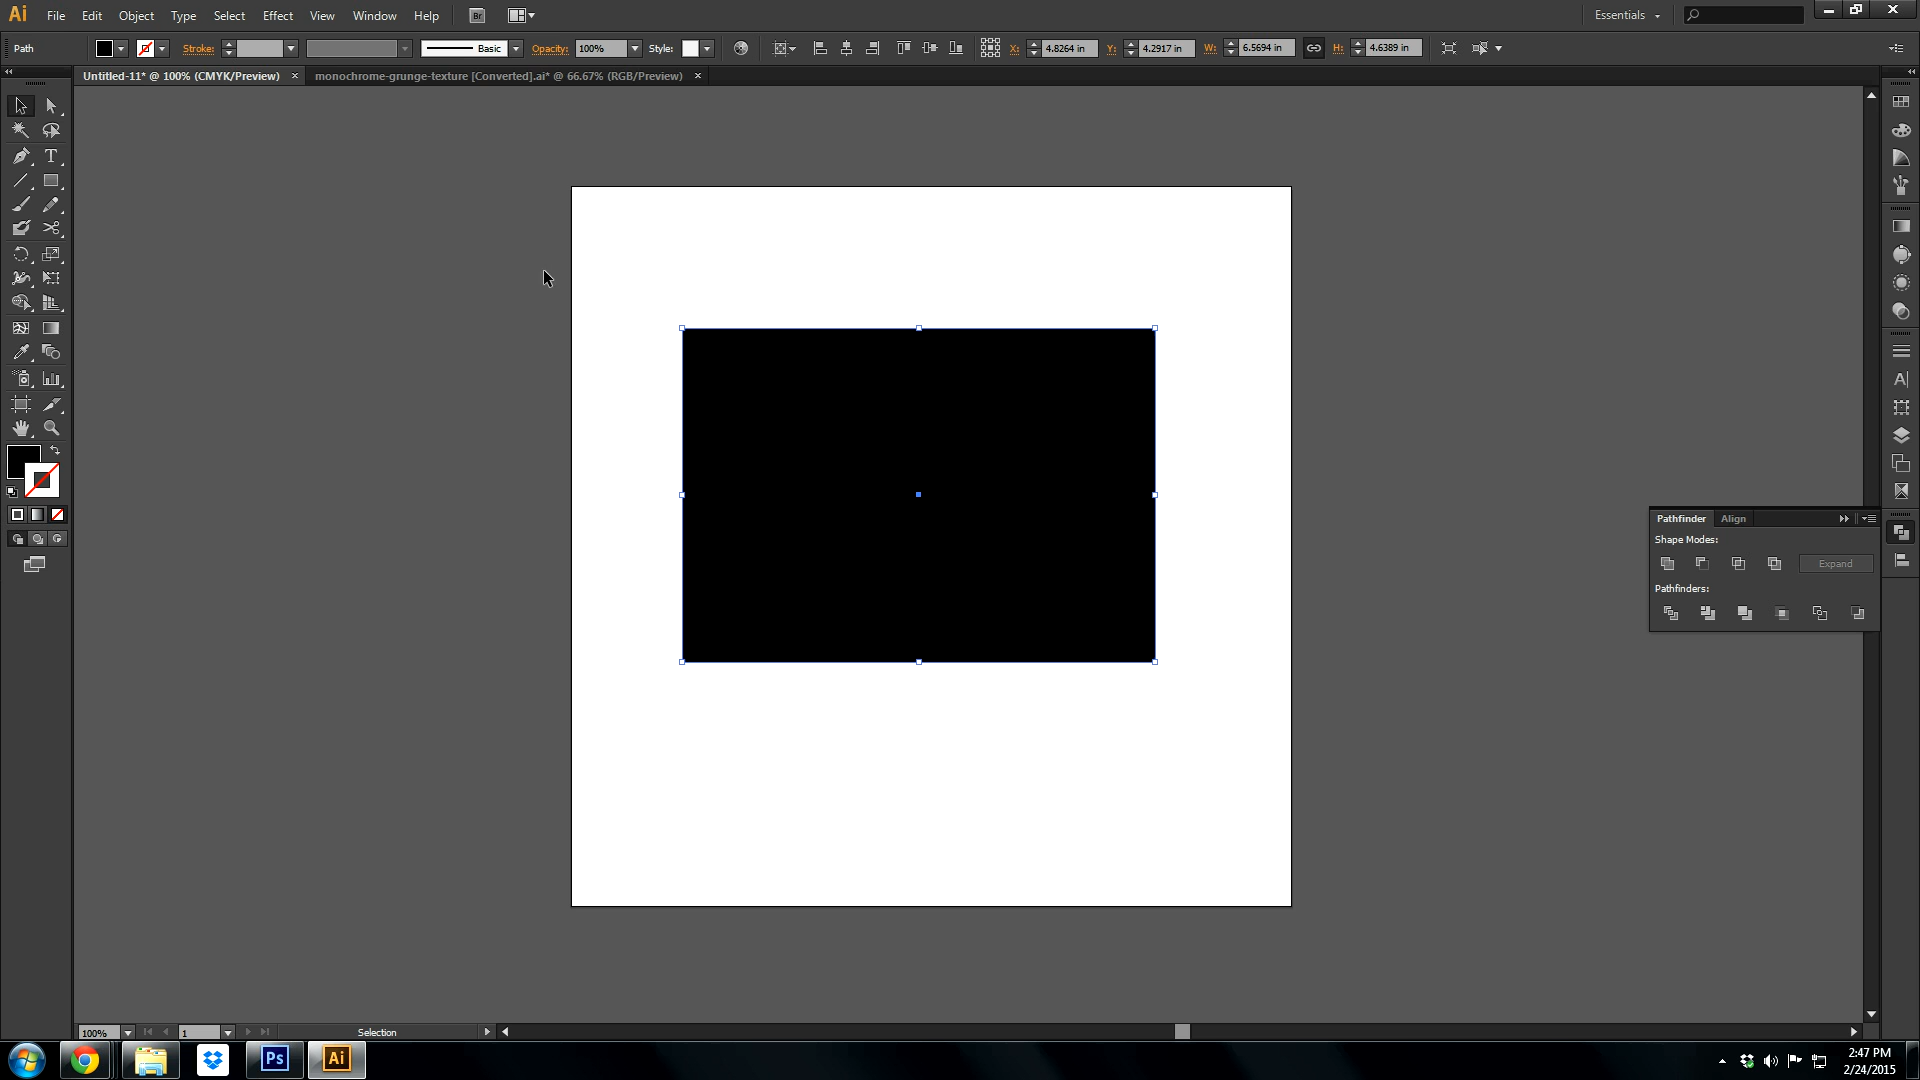 Ai File Edit Object Type Select Effect View Window Help Br Essentials
Path Stroke: Basic Opacity: 100% Style: X: 4.8264 in Y: 4.2917 in W: 6.5694 in H: 4.6389 in
Untitled-11* @ 100% (CMYK/Preview) × monochrome-grunge-texture [Converted].ai* @ 66.67% (RGB/Preview) ×
Pathfinder Align
Shape Modes:
Expand
Pathfinders:
100% 1 Selection
Ps Ai
2:47 PM
2/24/2015